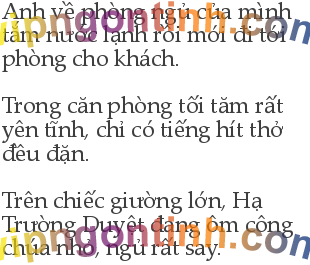 Anh về phòng ngủ của mình
tắm nước lạnh rồi mới đi tới
phòng cho khách.
Trong căn phòng tối tăm rất
yên tĩnh, chỉ có tiếng hít thở
đều đặn.
Trên chiếc giường lớn, Hạ
Trường Duyệt đang ôm công
chúa nhỏ, ngủ rất say.
vipngontinh.com
vipngontinh.com